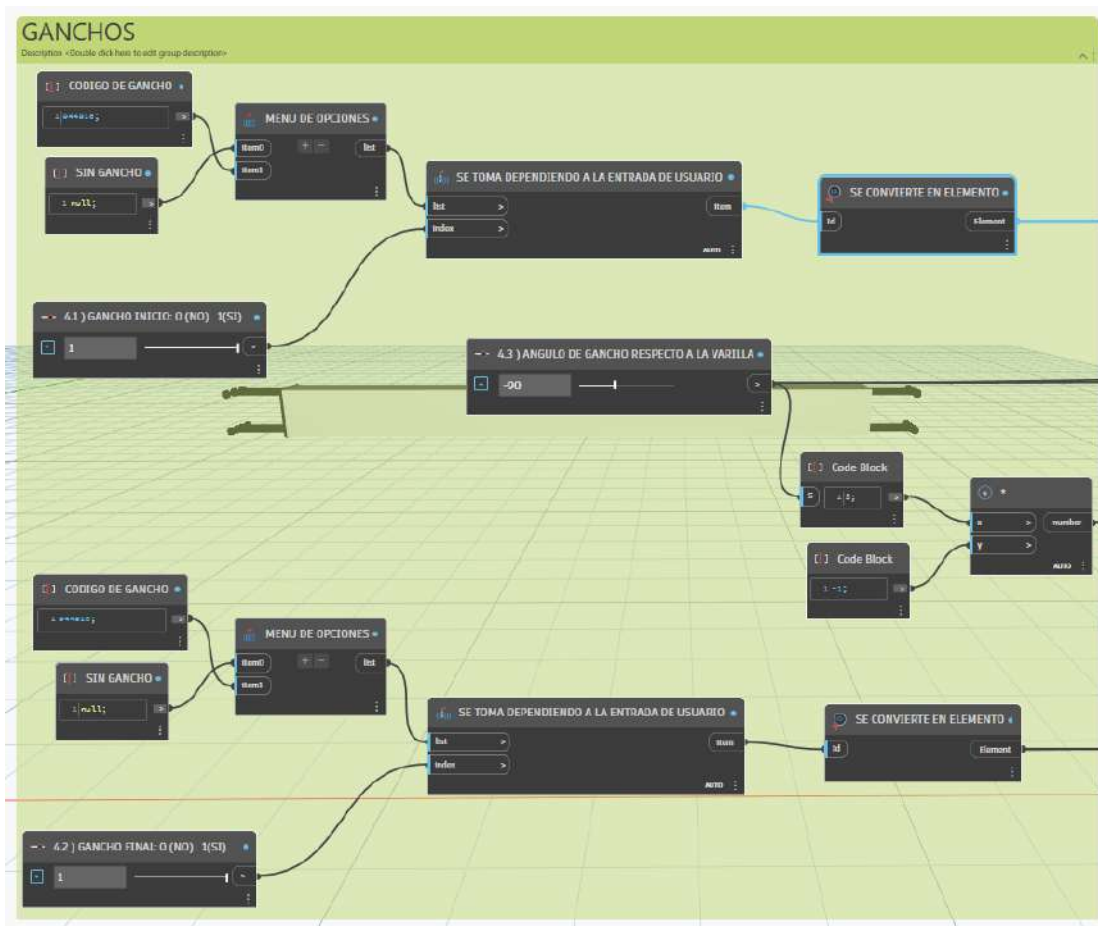 GANCHOS
Description <Double click here to edit group description>
CODIGO DE GANCHO
SIN GANCHO
1 null;
>
MENU DE OPCIONES
item0
item1
+ -
list
SE TOMA DEPENDIENDO A LA ENTRADA DE USUARIO
list >
index >
item
AUTO
SE CONVIERTE EN ELEMENTO
Id
Element
4.1 ) GANCHO INICIO: 0 (NO) 1(SI)
1
4.3 ) ANGULO DE GANCHO RESPECTO A LA VARILLA
-90
>
Code Block
>
Code Block
1 -1;
>
*
x >
y >
number
AUTO
CODIGO DE GANCHO
>
SIN GANCHO
1 null;
>
MENU DE OPCIONES
item0
item1
+ -
list
SE TOMA DEPENDIENDO A LA ENTRADA DE USUARIO
list >
index >
item
AUTO
SE CONVIERTE EN ELEMENTO
Id
Element
4.2 ) GANCHO FINAL: 0 (NO) 1(SI)
1